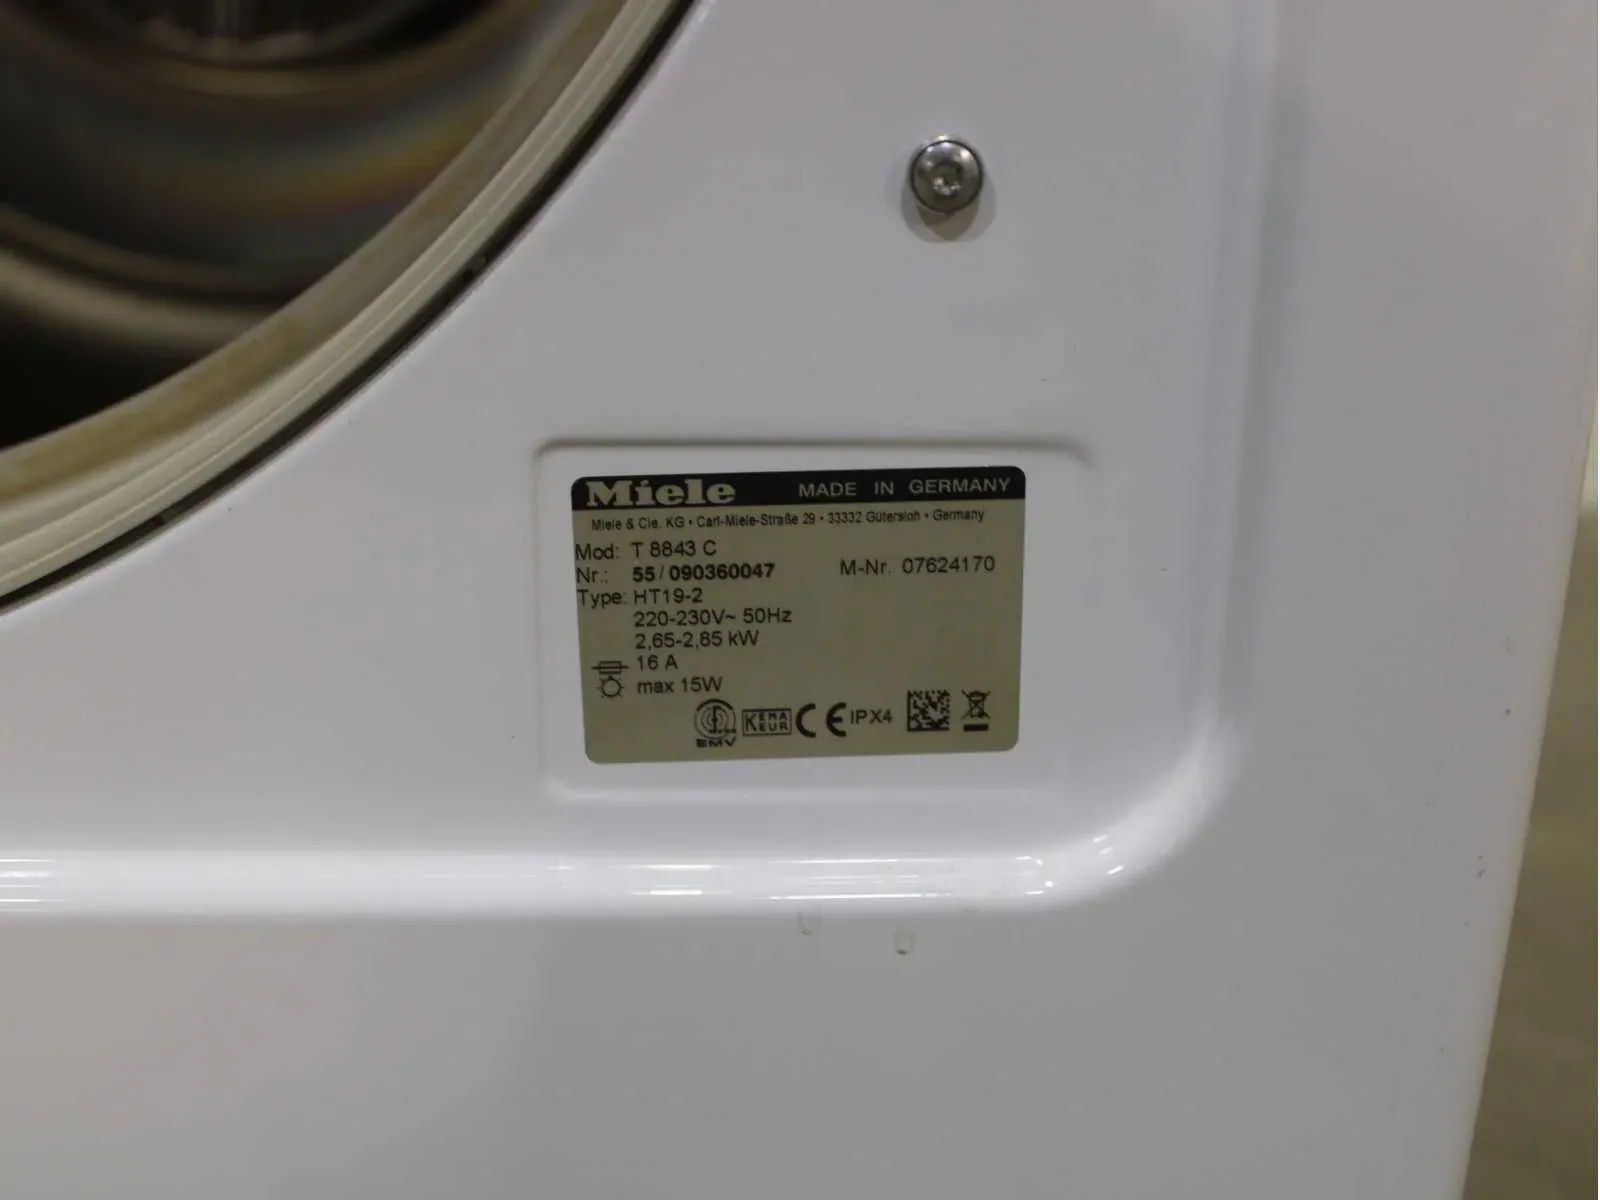 Miele MADE IN GERMANY
Miele & Cie. KG • Carl-Miele-Straße 29 • 33332 Gütersloh • Germany
Mod: T 8843 C
Nr.: 55/090360047 M-Nr. 07624170
Type: HT19-2
220-230V~ 50Hz
2,65-2,85 kW
16 A
max 15W
KEMA EUR CE IPX4
EMV